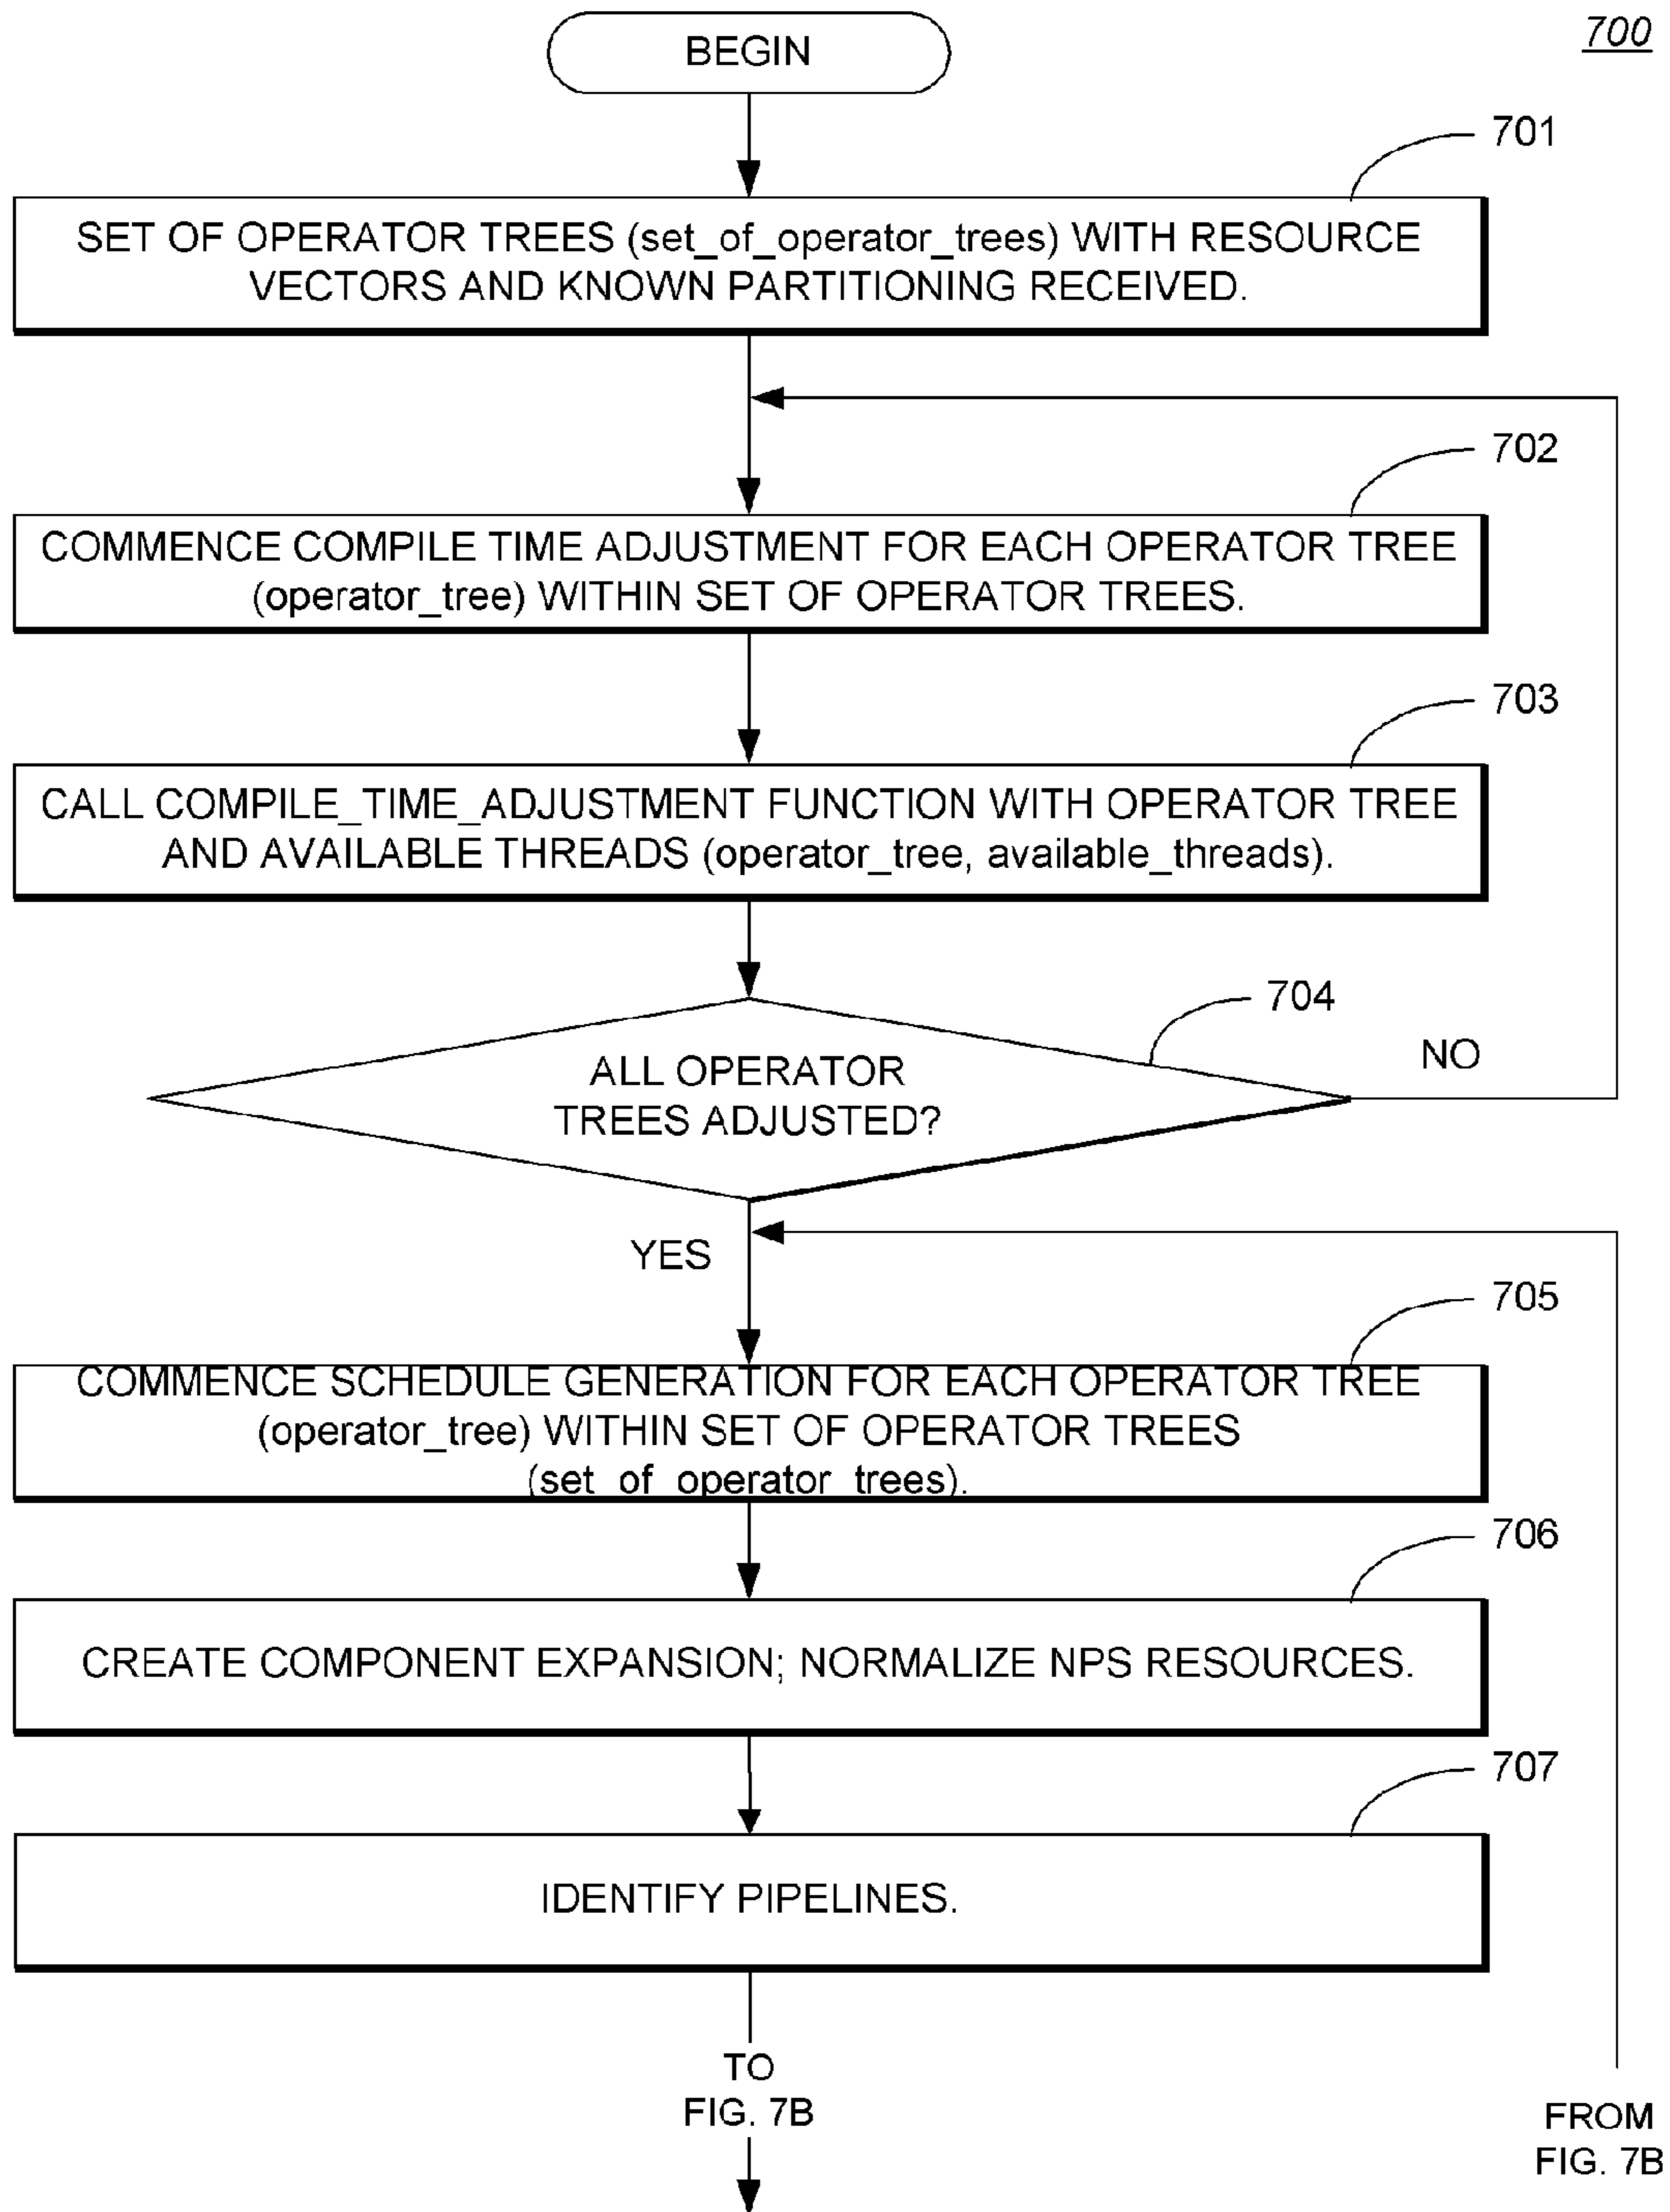 700
BEGIN
701
SET OF OPERATOR TREES (set_of_operator_trees) WITH RESOURCE
VECTORS AND KNOWN PARTITIONING RECEIVED.
702
COMMENCE COMPILE TIME ADJUSTMENT FOR EACH OPERATOR TREE
(operator_tree) WITHIN SET OF OPERATOR TREES.
703
CALL COMPILE_TIME_ADJUSTMENT FUNCTION WITH OPERATOR TREE
AND AVAILABLE THREADS (operator_tree, available_threads).
704
ALL OPERATOR
TREES ADJUSTED?
NO
YES
705
COMMENCE SCHEDULE GENERATION FOR EACH OPERATOR TREE
(operator_tree) WITHIN SET OF OPERATOR TREES
(set_of_operator_trees).
706
CREATE COMPONENT EXPANSION; NORMALIZE NPS RESOURCES.
707
IDENTIFY PIPELINES.
TO
FIG. 7B
FROM
FIG. 7B